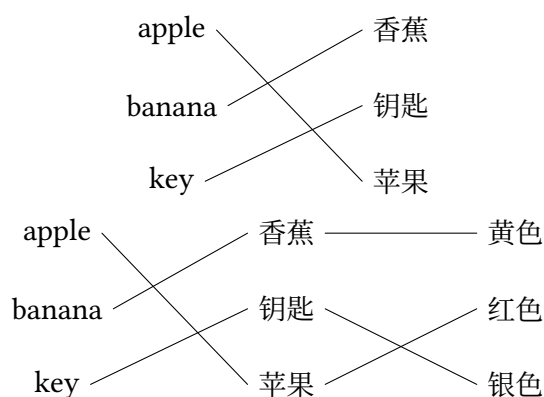 apple 香蕉
banana 钥匙
key 苹果
apple 香蕉 黄色
banana 钥匙 红色
key 苹果 银色